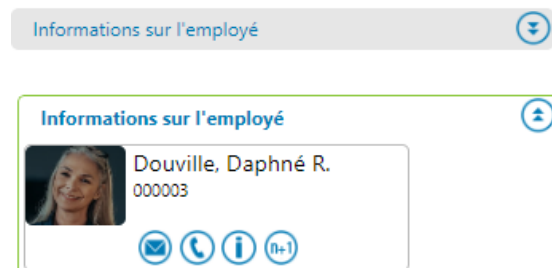 Informations sur l'employé
Informations sur l'employé
Douville, Daphné R.
000003
n+1